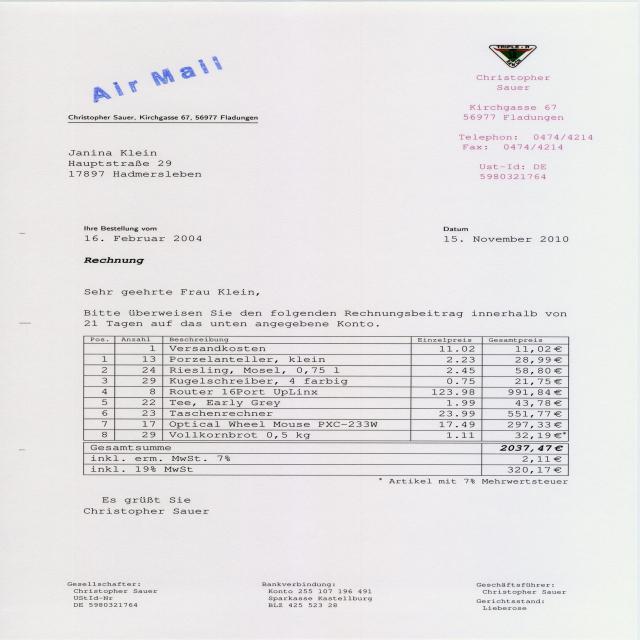 TRIPLE-R
Air Mail
Christopher
Sauer
Christopher Sauer, Kirchgasse 67, 56977 Fladungen
Kirchgasse 67
56977 Fladungen
Telephon: 0474/4214
Fax: 0474/4214
Ust-Id: DE
5980321764
Janina Klein
Hauptstraße 29
17897 Hadmersleben
Ihre Bestellung vom
16. Februar 2004
Datum
15. November 2010
Rechnung
Sehr geehrte Frau Klein,
Bitte überweisen Sie den folgenden Rechnungsbeitrag innerhalb von
21 Tagen auf das unten angegebene Konto.
Pos. Anzahl Beschreibung Einzelpreis Gesamtpreis
1 Versandkosten 11.02 11,02€
1 13 Porzelanteller, klein 2.23 28,99€
2 24 Riesling, Mosel, 0,75 l 2.45 58,80€
3 29 Kugelschreiber, 4 farbig 0.75 21,75€
4 8 Router 16Port UpLinx 123.98 991,84€
5 22 Tee, Early Grey 1.99 43,78€
6 23 Taschenrechner 23.99 551,77€
7 17 Optical Wheel Mouse PXC-233W 17.49 297,33€
8 29 Vollkornbrot 0,5 kg 1.11 32,19€*
Gesamtsumme 2037,47€
inkl. erm. MwSt. 7% 2,11€
inkl. 19% MwSt 320,17€
* Artikel mit 7% Mehrwertsteuer
Es grüßt Sie
Christopher Sauer
Gesellschafter:
Christopher Sauer
UStId-Nr
DE 5980321764
Bankverbindung:
Konto 255 107 196 491
Sparkasse Kastellburg
BLZ 425 523 28
Geschäftsführer:
Christopher Sauer
Gerichtsstand:
Lieberose